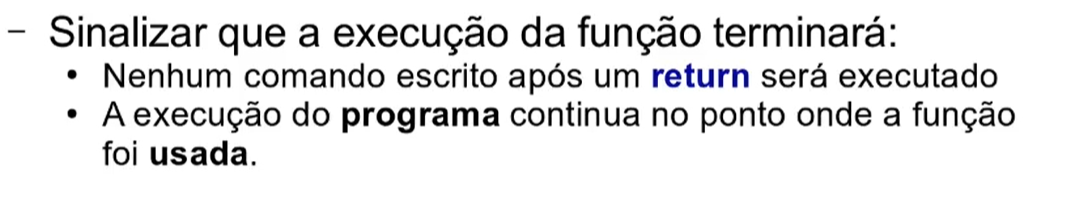 – Sinalizar que a execução da função terminará:
• Nenhum comando escrito após um return será executado
• A execução do programa continua no ponto onde a função
foi usada.